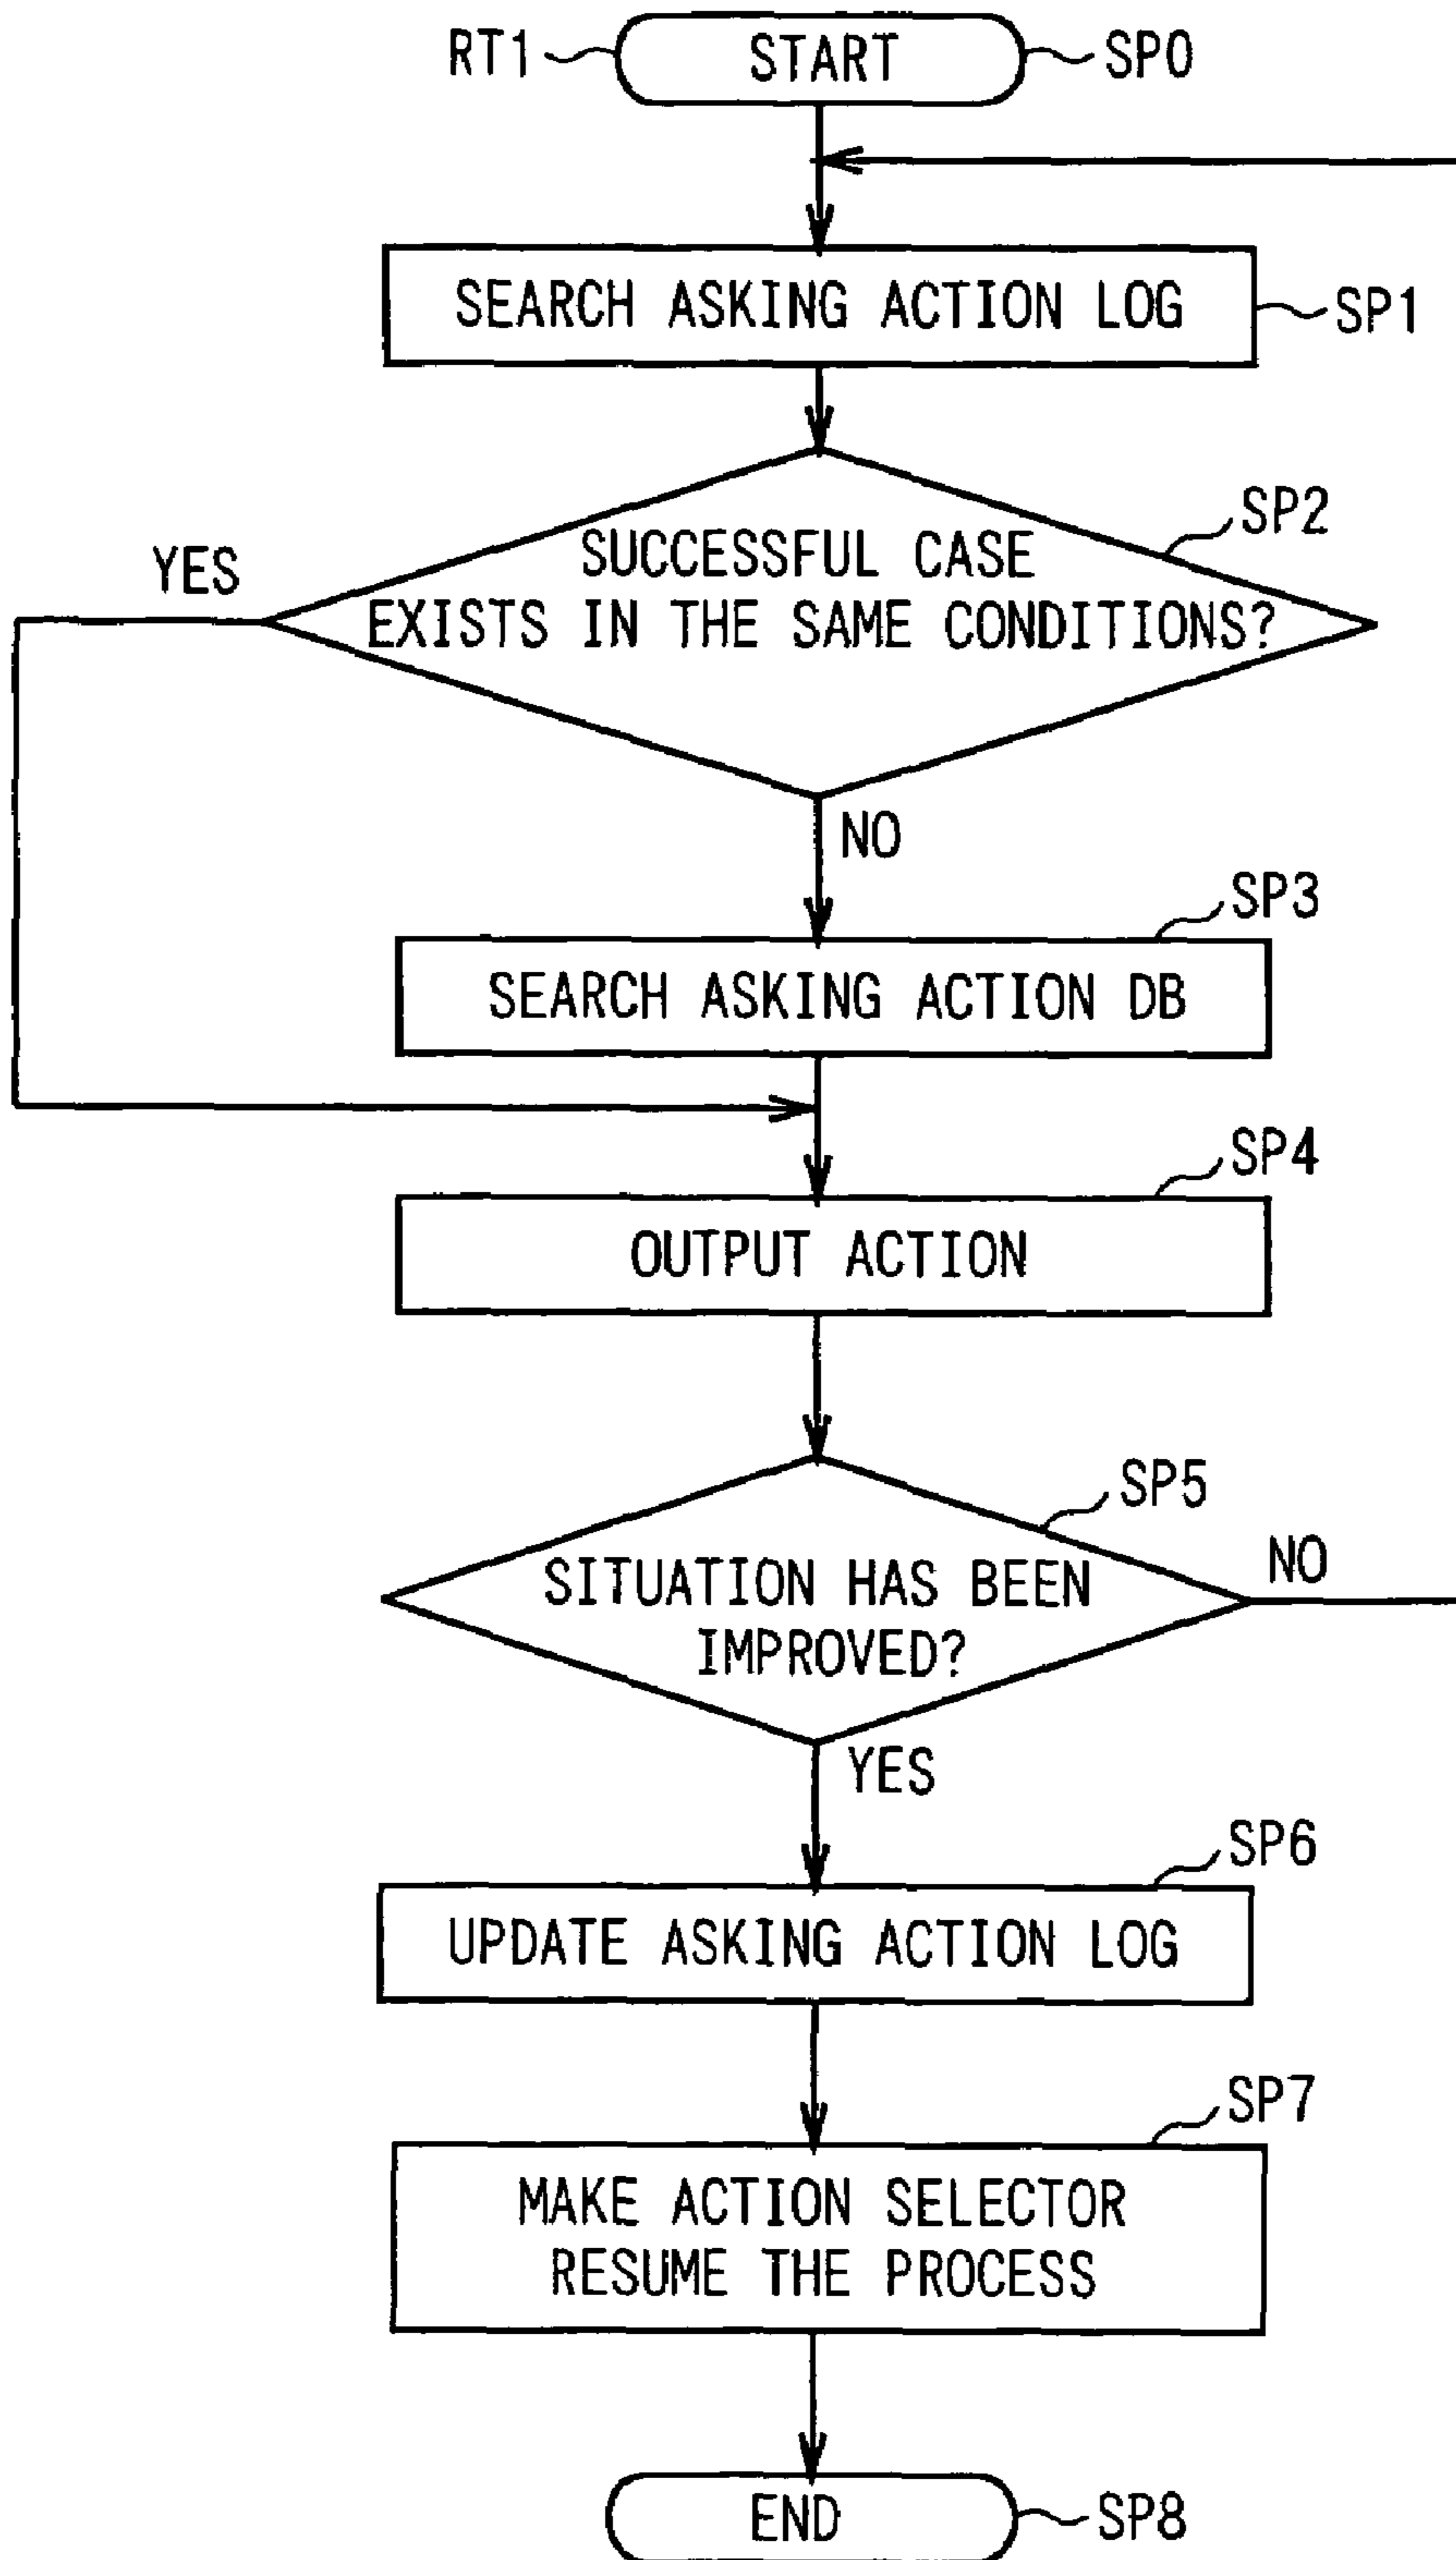 RT1 START SP0
SEARCH ASKING ACTION LOG SP1
SP2
SUCCESSFUL CASE
YES
EXISTS IN THE SAME CONDITIONS?
NO
SP3
SEARCH ASKING ACTION DB
SP4
OUTPUT ACTION
SP5
SITUATION HAS BEEN
NO
IMPROVED?
YES
SP6
UPDATE ASKING ACTION LOG
SP7
MAKE ACTION SELECTOR
RESUME THE PROCESS
END SP8